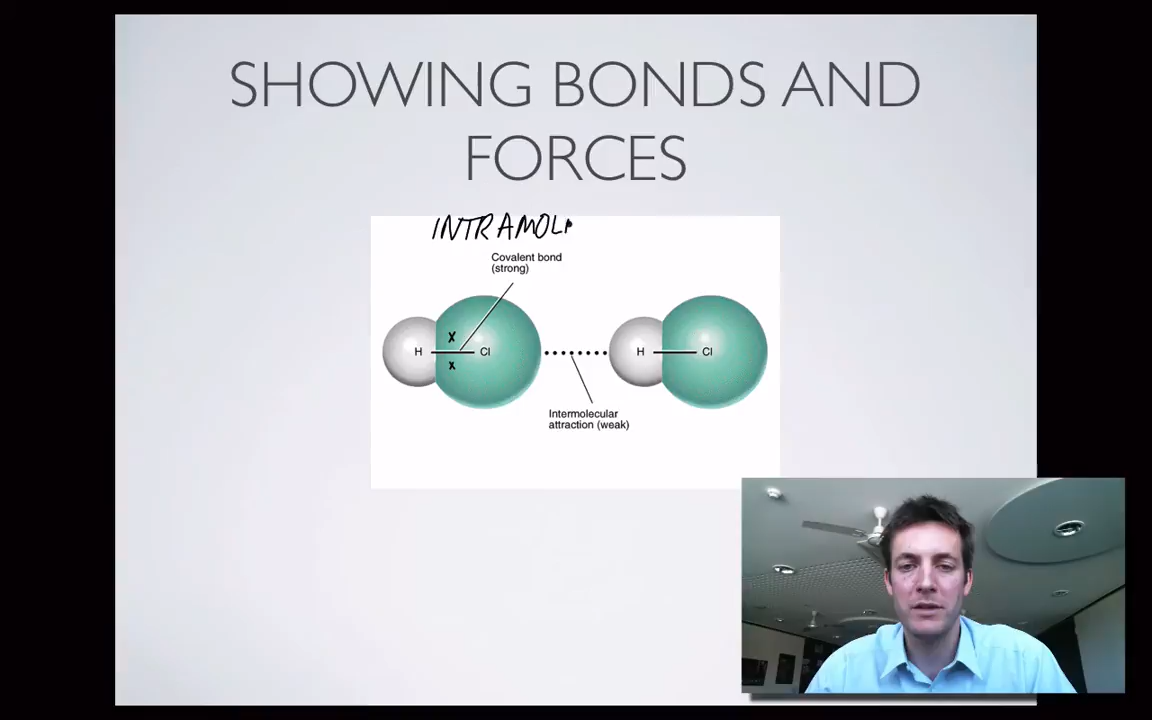 SHOWING BONDS AND
FORCES
INTRAMOL
Covalent bond
(strong)
x
H Cl H Cl
x
Intermolecular
attraction (weak)